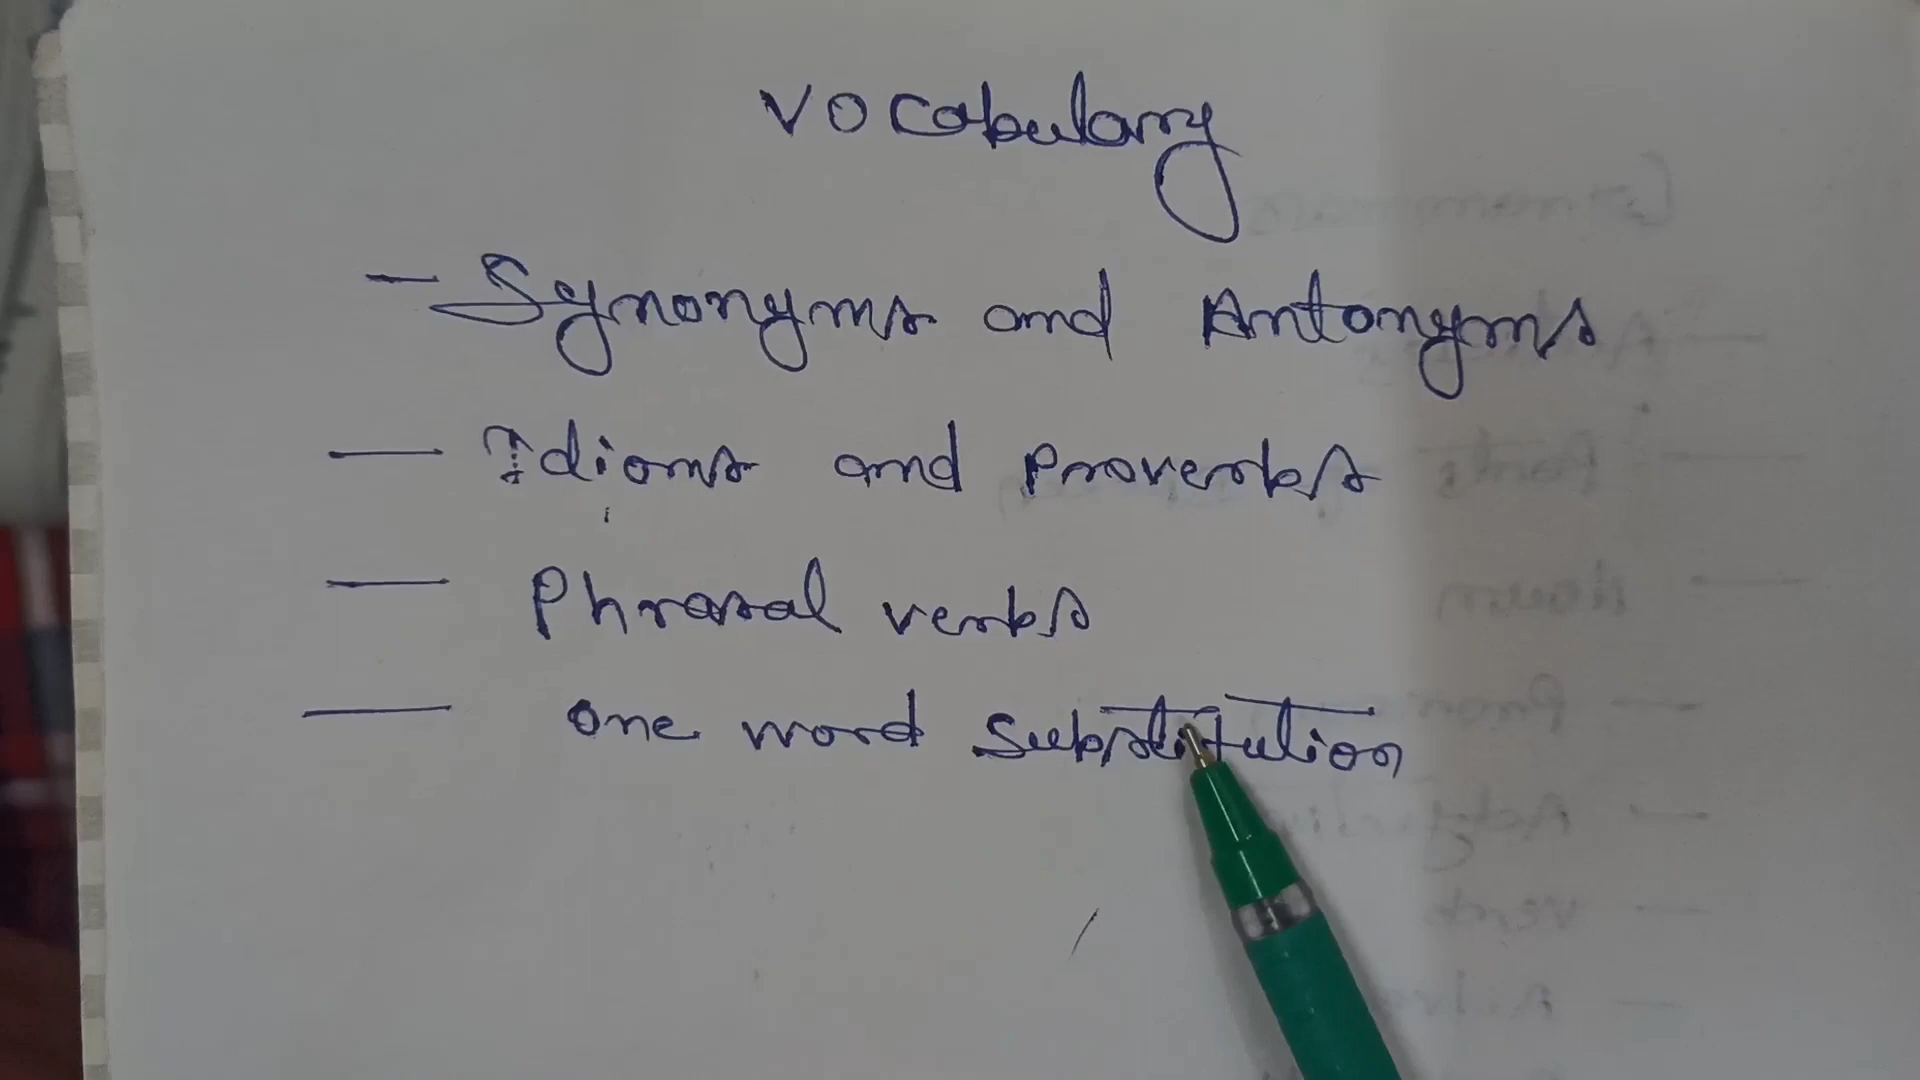 Vocabulary
- Synonyms and Antonyms
- Idioms and Proverbs
- Phrasal verbs
- one word Substitution